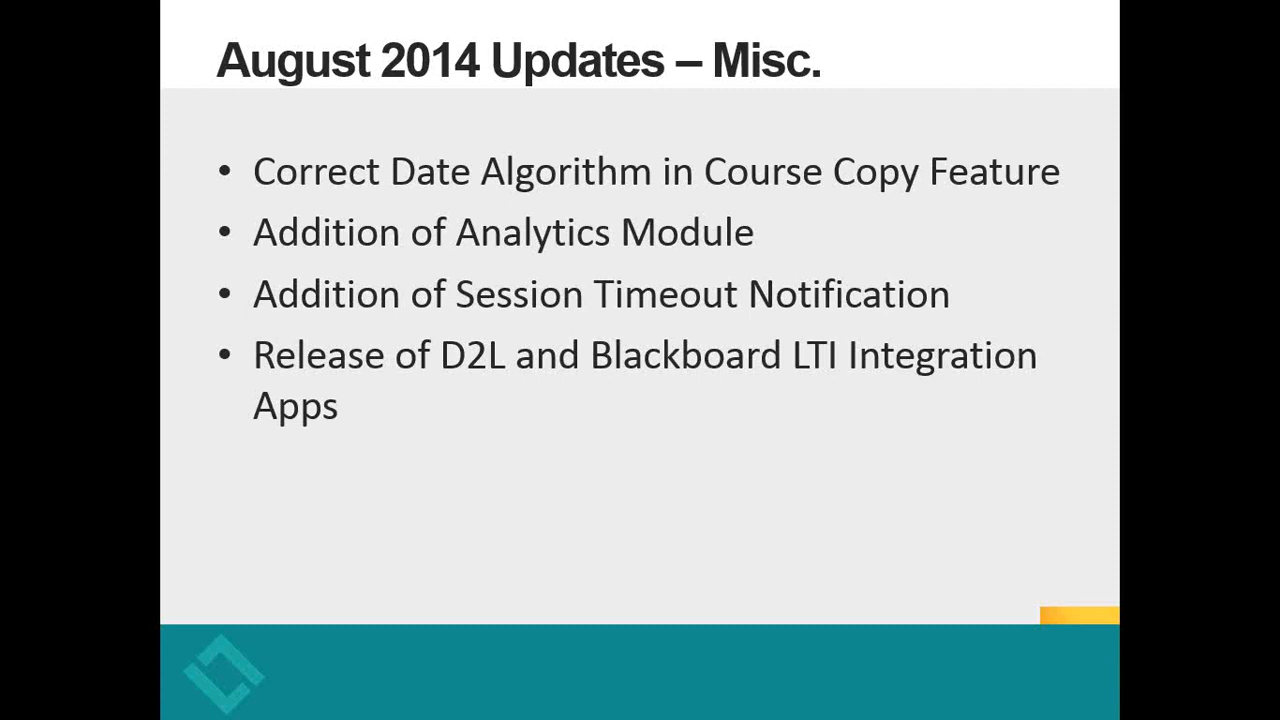 August 2014 Updates – Misc.
• Correct Date Algorithm in Course Copy Feature
• Addition of Analytics Module
• Addition of Session Timeout Notification
• Release of D2L and Blackboard LTI Integration
Apps